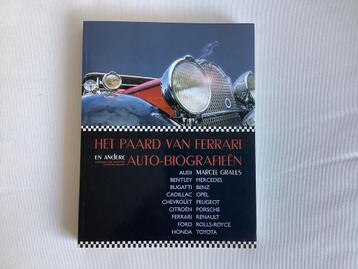 HET PAARD VAN FERRARI
EN ANDERE
AUTO-BIOGRAFIEËN
AUDI MARCEL GRAUS
BENTLEY MERCEDES
BUGATTI BENZ
CADILLAC OPEL
CHEVROLET PEUGEOT
CITROËN PORSCHE
FERRARI RENAULT
FORD ROLLS-ROYCE
HONDA TOYOTA